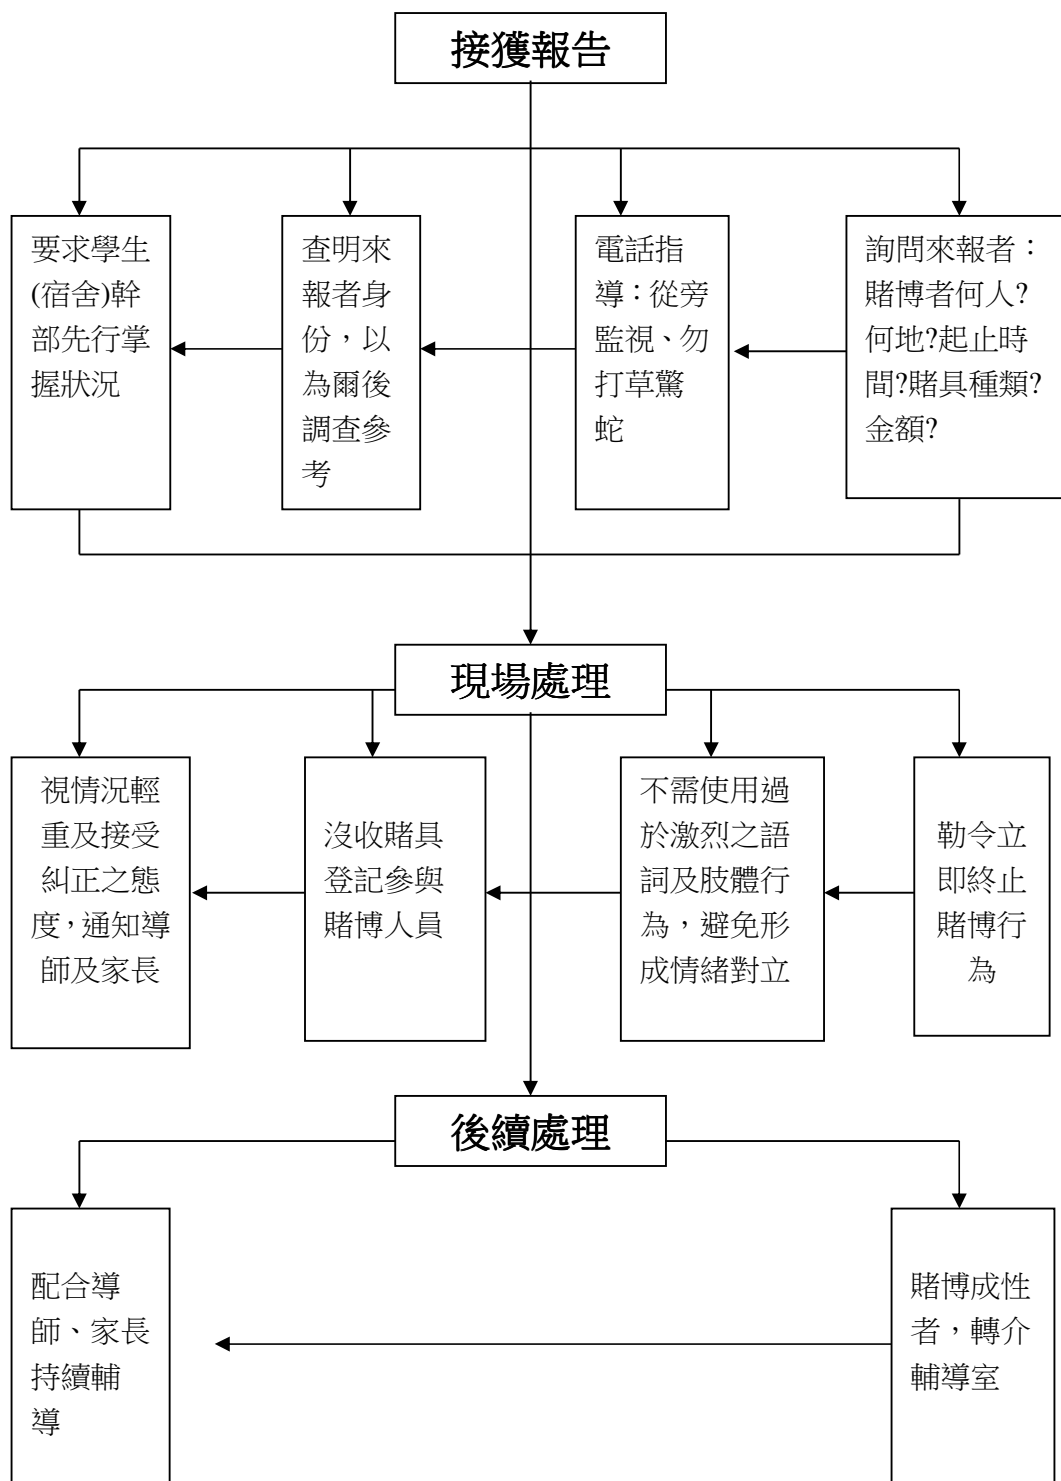 接獲報告
要求學生
(宿舍)幹
部先行掌
握狀況
查明來
報者身
份，以
為爾後
調查參
考
電話指
導：從旁
監視、勿
打草驚
蛇
詢問來報者：
賭博者何人?
何地?起止時
間?賭具種類?
金額?
現場處理
視情況輕
重及接受
糾正之態
度，通知導
師及家長
沒收賭具
登記參與
賭博人員
不需使用過
於激烈之語
詞及肢體行
為，避免形
成情緒對立
勒令立
即終止
賭博行
為
後續處理
配合導
師、家長
持續輔
導
賭博成性
者，轉介
輔導室